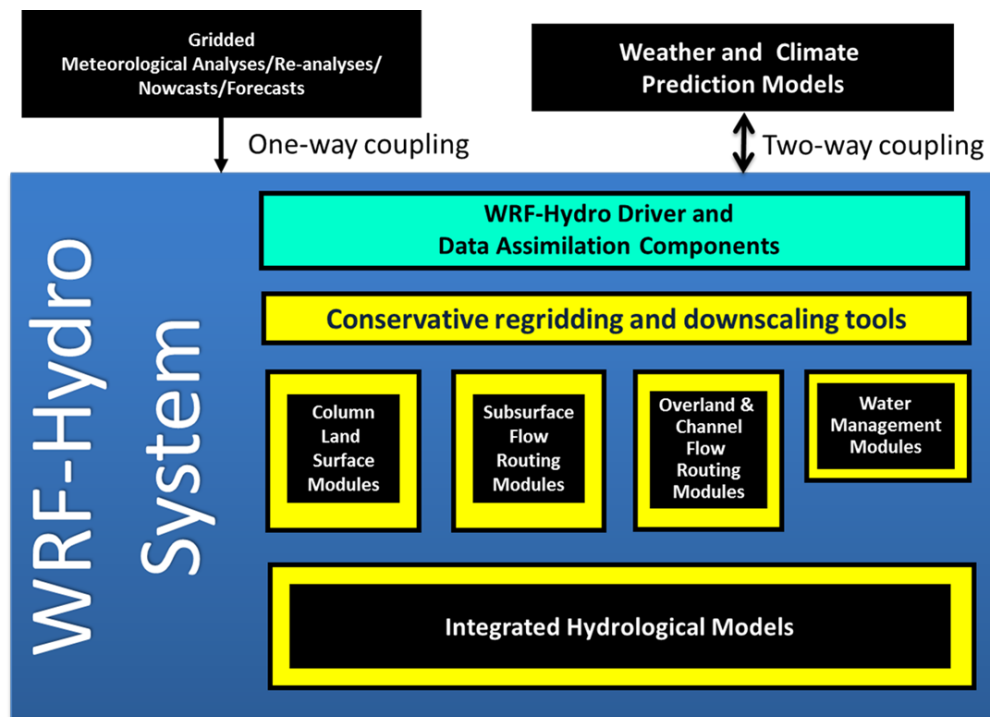 Gridded
Meteorological Analyses/Re-analyses/
Nowcasts/Forecasts
Weather and Climate
Prediction Models
One-way coupling
Two-way coupling
WRF-Hydro
System
WRF-Hydro Driver and
Data Assimilation Components
Conservative regridding and downscaling tools
Column
Land
Surface
Modules
Subsurface
Flow
Routing
Modules
Overland &
Channel
Flow
Routing
Modules
Water
Management
Modules
Integrated Hydrological Models